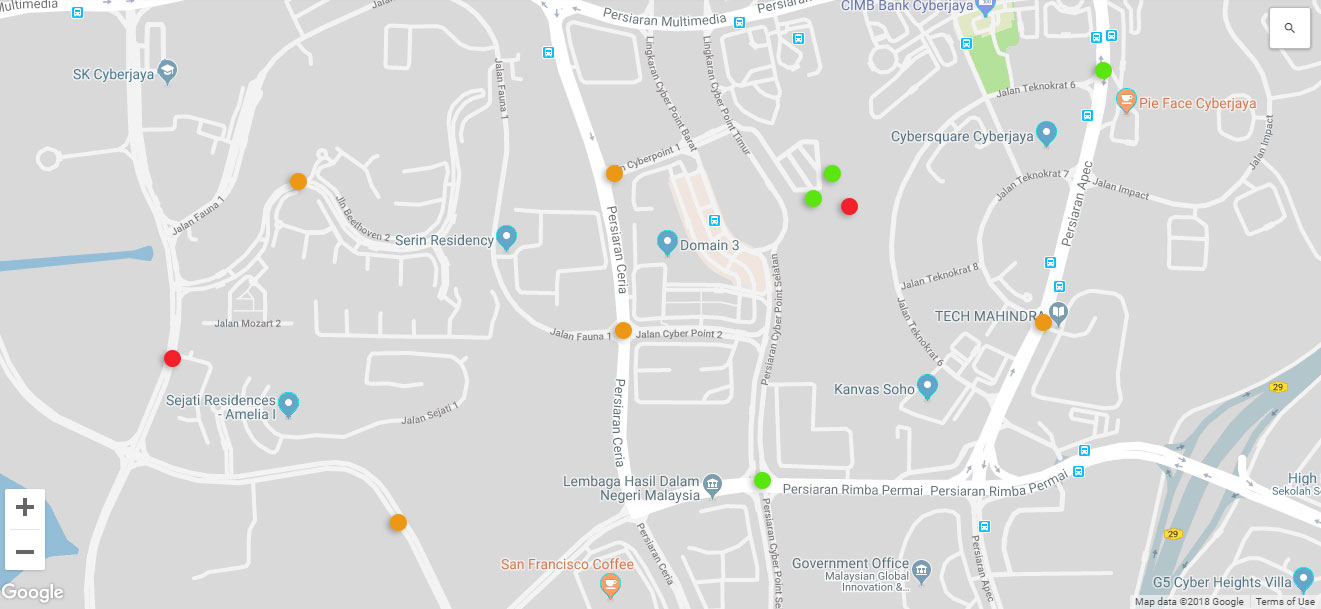 Multimedia
Persiaran Multimedia
Persiaran
CIMB Bank Cyberjaya
SK Cyberjaya
Jalan Fauna 1
Lingkaran Cyber Point Barat
Lingkaran Cyber Point Timur
Jalan Teknokrat 6
Pie Face Cyberjaya
Cybersquare Cyberjaya
Jalan Impact
n Cyberpoint 1
Jalan Teknokrat 7
Jalan Impact
Persiaran Apec
Jalan Fauna 1
Jln Beethoven 2
Serin Residency
Persiaran Ceria
Domain 3
Persiaran Cyber Point Selatan
Jalan Teknokrat 8
Jalan Teknokrat 6
TECH MAHINDRA
Jalan Mozart 2
Jalan Fauna 1
Jalan Cyber Point 2
Kanvas Soho
29
Sejati Residences
- Amelia I
Jalan Sejati 1
Persiaran Ceria
Lembaga Hasil Dalam
Negeri Malaysia
Persiaran Rimba Permai
Persiaran Rimba Permai
High
Sekolah S
29
Persiaran Ceria
Persiaran Cyber Point S
Persiaran Apec
San Francisco Coffee
Government Office
Malaysian Global
Innovation &...
G5 Cyber Heights Villa
Google
Map data ©2018 Google
Terms of Use